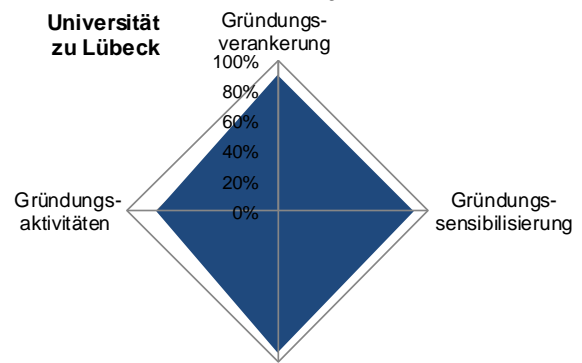 Universität
zu Lübeck
Gründungs-
verankerung
100%
80%
60%
40%
20%
0%
Gründungs-
aktivitäten
Gründungs-
sensibilisierung